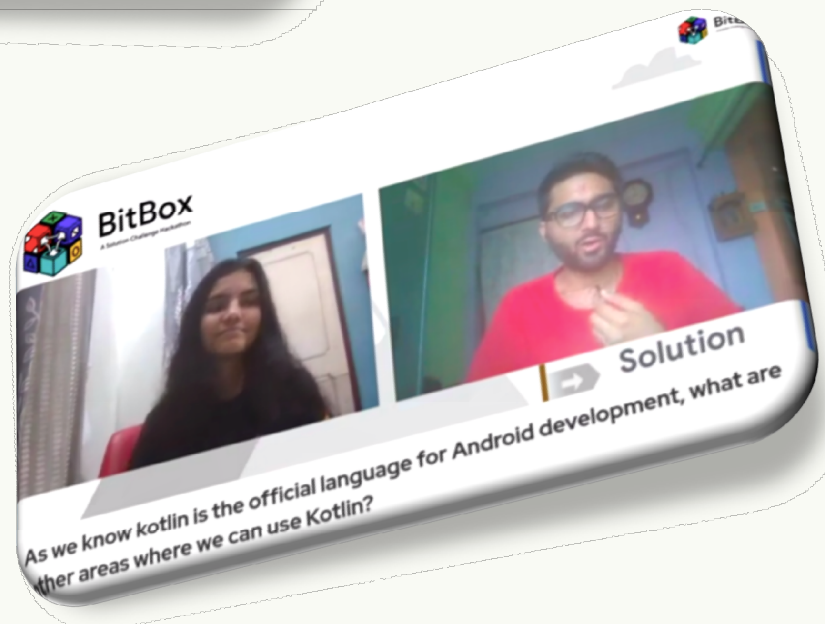 BitBox
A Solution Challenge Hackathon
Solution
As we know kotlin is the official language for Android development, what are
other areas where we can use Kotlin?